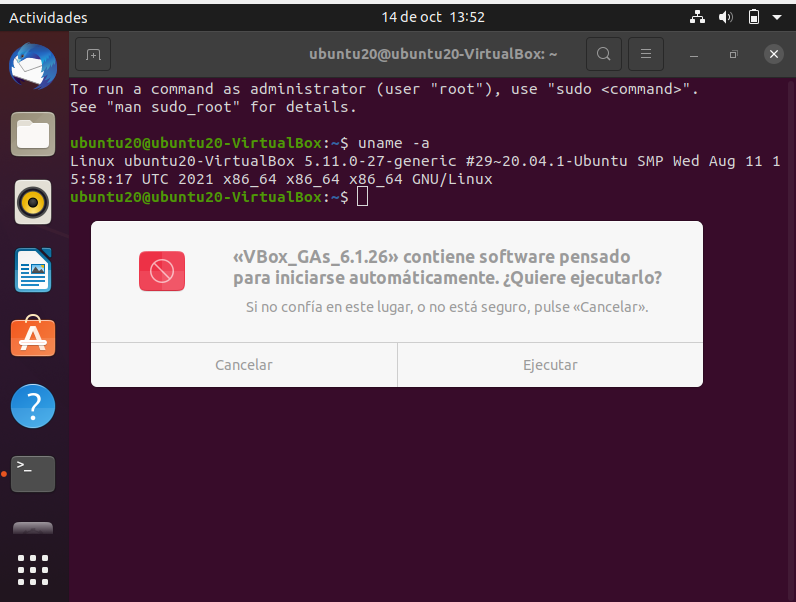 Actividades
14 de oct 13:52
ubuntu20@ubuntu20-VirtualBox: ~
To run a command as administrator (user "root"), use "sudo <command>".
See "man sudo_root" for details.
ubuntu20@ubuntu20-VirtualBox:~$ uname -a
Linux ubuntu20-VirtualBox 5.11.0-27-generic #29~20.04.1-Ubuntu SMP Wed Aug 11 1
5:58:17 UTC 2021 x86_64 x86_64 x86_64 GNU/Linux
ubuntu20@ubuntu20-VirtualBox:~$
«VBox_GAs_6.1.26» contiene software pensado
para iniciarse automáticamente. ¿Quiere ejecutarlo?
Si no confía en este lugar, o no está seguro, pulse «Cancelar».
Cancelar
Ejecutar